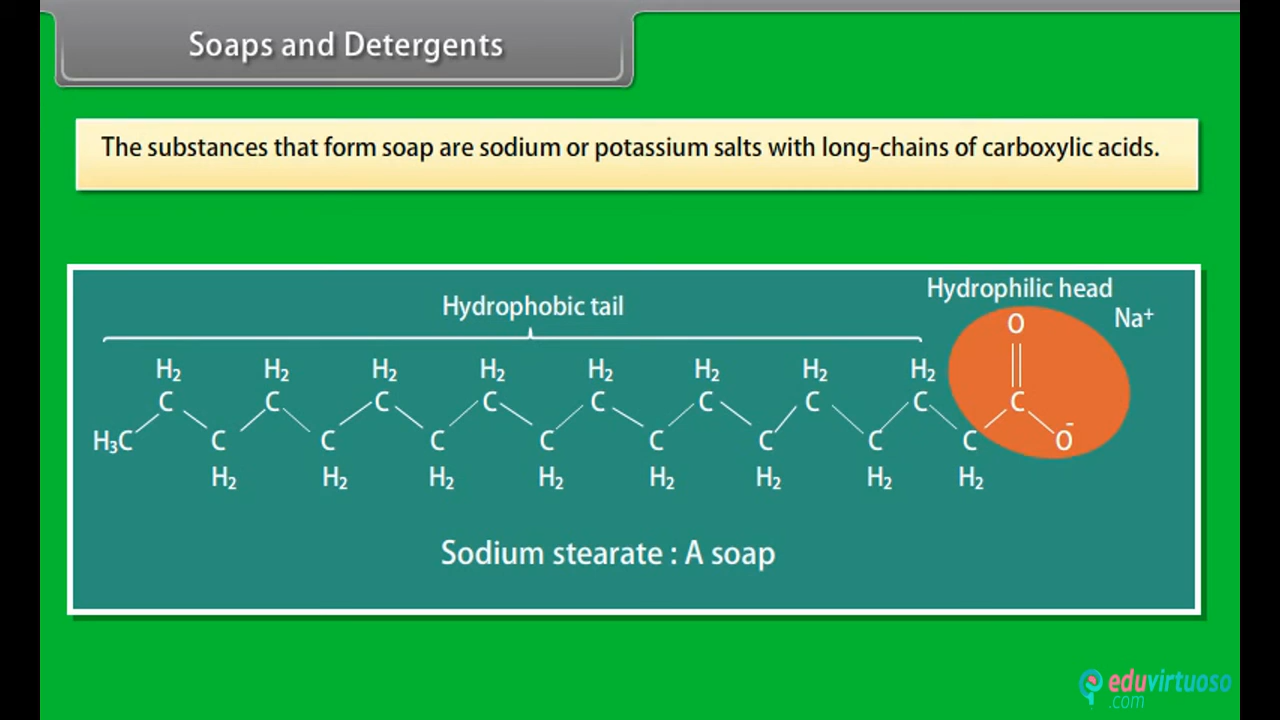 Soaps and Detergents
The substances that form soap are sodium or potassium salts with long-chains of carboxylic acids.
Hydrophilic head
Hydrophobic tail
O
Na⁺
H₂ H₂ H₂ H₂ H₂ H₂ H₂ H₂
C C C C C C C C C
H₃C C C C C C C C C O⁻
H₂ H₂ H₂ H₂ H₂ H₂ H₂ H₂
Sodium stearate : A soap
eduvirtuoso
.com